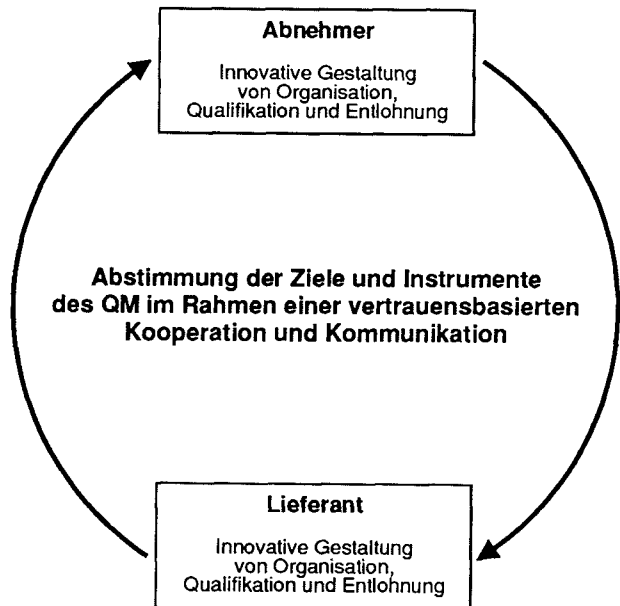 Abnehmer
Innovative Gestaltung
von Organisation,
Qualifikation und Entlohnung
Abstimmung der Ziele und Instrumente
des QM im Rahmen einer vertrauensbasierten
Kooperation und Kommunikation
Lieferant
Innovative Gestaltung
von Organisation,
Qualifikation und Entlohnung